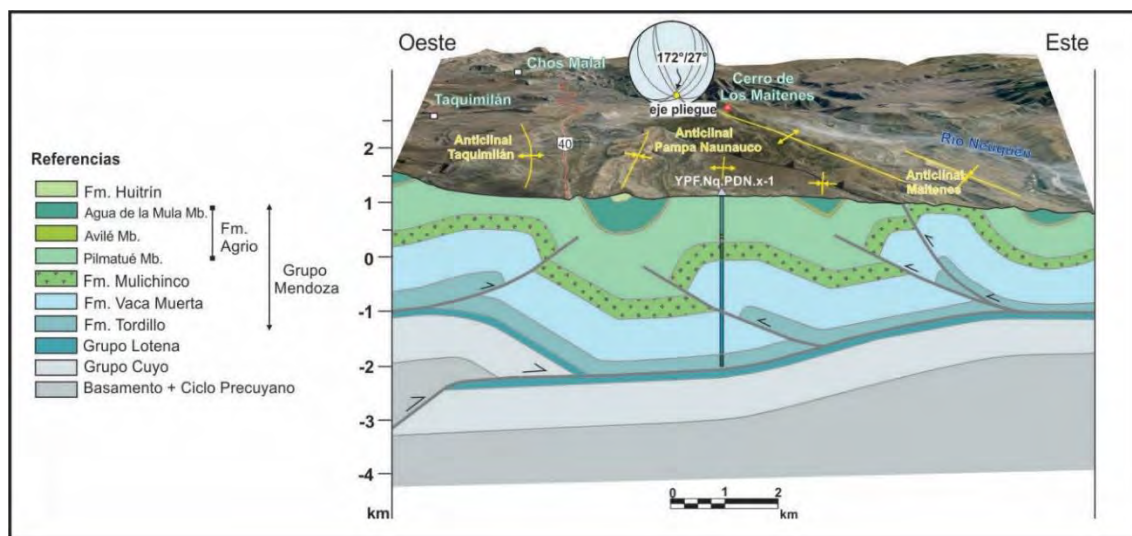 Oeste
Este
172°/27°
eje pliegue
Chos Malal
Cerro de
Los Maitenes
Taquimilán
Anticlinal
Taquimilán
40
Anticlinal
Pampa Naunauco
Río Neuquén
Anticlinal
Maitenes
YPF.Nq.PDN.x-1
Referencias
Fm. Huitrin
Agua de la Mula Mb.
Avilé Mb.
Pilmatué Mb.
Fm.
Agrio
Fm. Mulichinco
Fm. Vaca Muerta
Fm. Tordillo
Grupo Lotena
Grupo Cuyo
Basamento + Ciclo Precuyano
Grupo
Mendoza
2
1
0
-1
-2
-3
-4
km
0 1 2
km